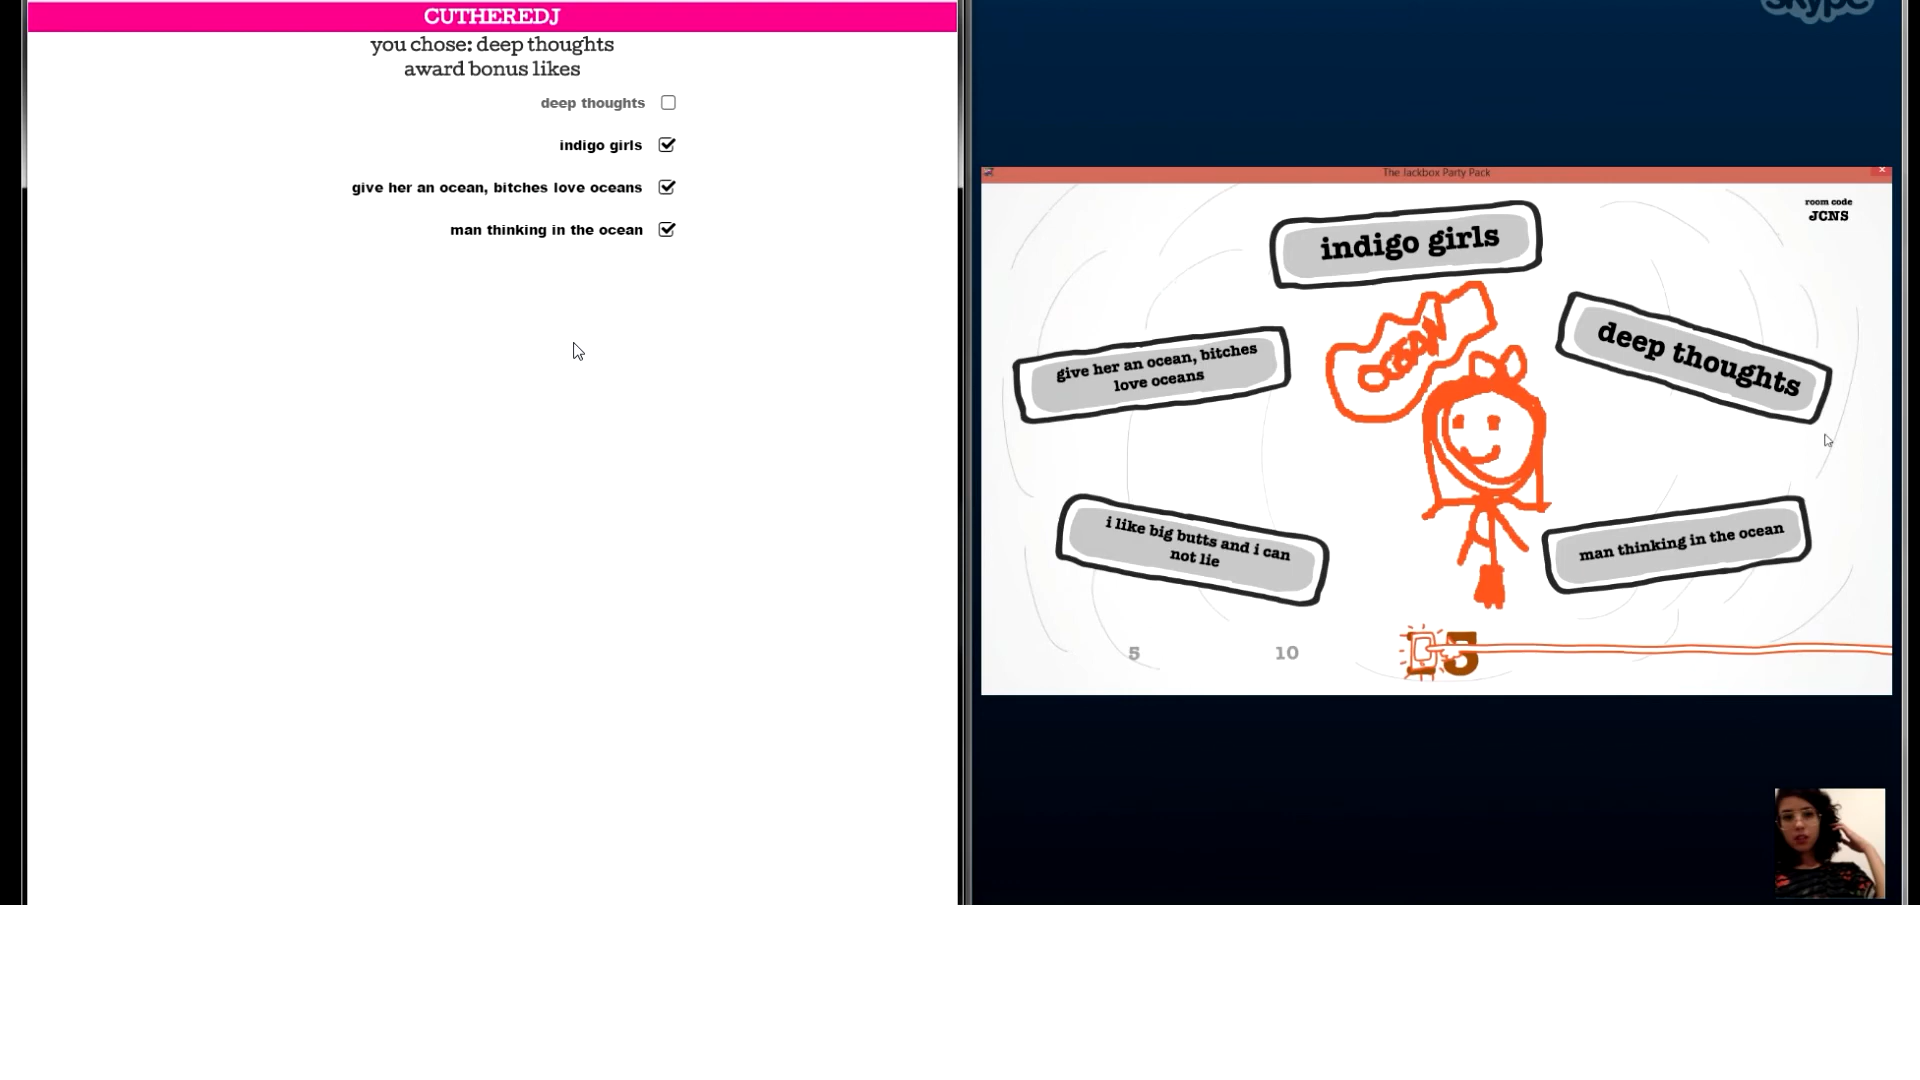 CUTHEREDJ
you chose: deep thoughts
award bonus likes
deep thoughts
indigo girls
give her an ocean, bitches love oceans
man thinking in the ocean
skype
The Jackbox Party Pack
room code
JCNS
indigo girls
OCEAN
give her an ocean, bitches
love oceans
deep thoughts
i like big butts and i can
not lie
man thinking in the ocean
5
10
5